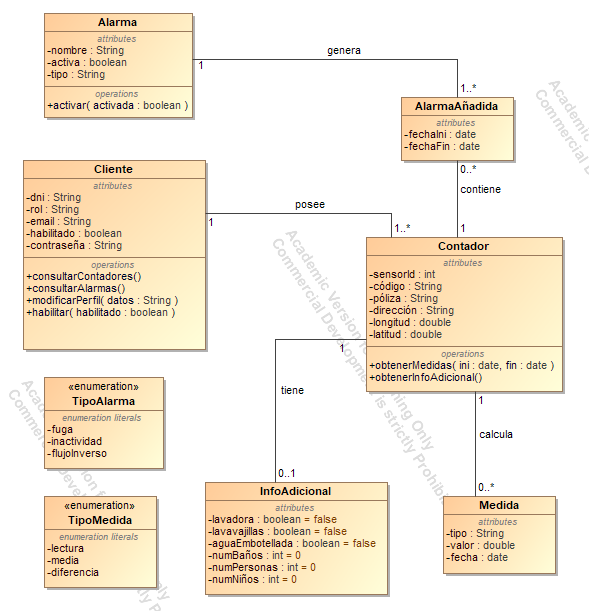 Alarma
attributes
-nombre : String
-activa : boolean
-tipo : String
operations
+activar( activada : boolean )
genera
1
1..*
AlarmaAñadida
attributes
-fechaIni : date
-fechaFin : date
0..*
contiene
1
Cliente
attributes
-dni : String
-rol : String
-email : String
-habilitado : boolean
-contraseña : String
operations
+consultarContadores()
+consultarAlarmas()
+modificarPerfil( datos : String )
+habilitar( habilitado : boolean )
posee
1
1..*
Contador
attributes
-sensorId : int
-código : String
-póliza : String
-dirección : String
-longitud : double
-latitud : double
operations
+obtenerMedidas( ini : date, fin : date )
+obtenerInfoAdicional()
1
tiene
0..1
1
calcula
0..*
«enumeration»
TipoAlarma
enumeration literals
-fuga
-inactividad
-flujoInverso
«enumeration»
TipoMedida
enumeration literals
-lectura
-media
-diferencia
InfoAdicional
attributes
-lavadora : boolean = false
-lavavajillas : boolean = false
-aguaEmbotellada : boolean = false
-numBaños : int = 0
-numPersonas : int = 0
-numNiños : int = 0
Medida
attributes
-tipo : String
-valor : double
-fecha : date
Academic Version
Commercial Development is strictly Prohib